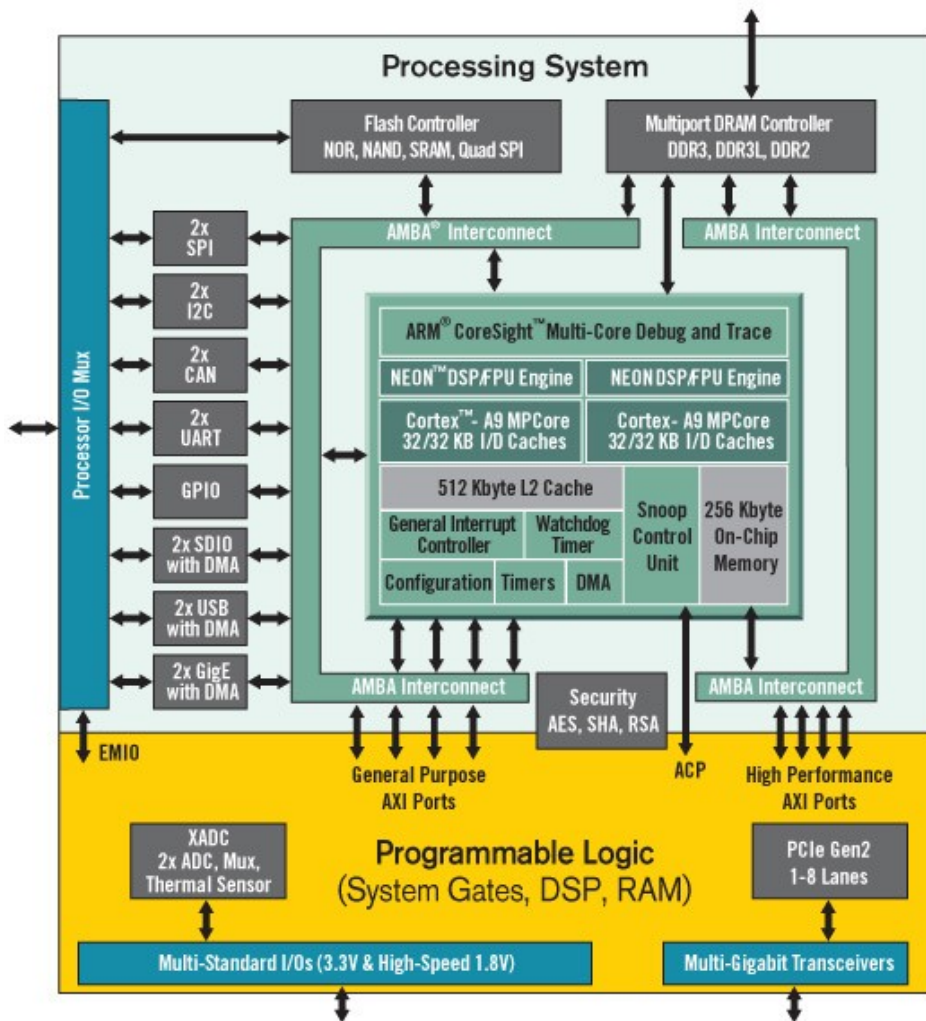 Processing System
Flash Controller
NOR, NAND, SRAM, Quad SPI
Multiport DRAM Controller
DDR3, DDR3L, DDR2
Processor I/O Mux
2x
SPI
2x
I2C
2x
CAN
2x
UART
GPIO
2x SDIO
with DMA
2x USB
with DMA
2x GigE
with DMA
AMBA® Interconnect
AMBA Interconnect
ARM® CoreSight™ Multi-Core Debug and Trace
NEON™ DSP/FPU Engine
NEON DSP/FPU Engine
Cortex™- A9 MPCore
32/32 KB I/D Caches
Cortex- A9 MPCore
32/32 KB I/D Caches
512 Kbyte L2 Cache
General Interrupt
Controller
Watchdog
Timer
Configuration
Timers
DMA
Snoop
Control
Unit
256 Kbyte
On-Chip
Memory
AMBA Interconnect
AMBA Interconnect
Security
AES, SHA, RSA
EMIO
General Purpose
AXI Ports
ACP
High Performance
AXI Ports
XADC
2x ADC, Mux,
Thermal Sensor
Programmable Logic
(System Gates, DSP, RAM)
PCIe Gen2
1-8 Lanes
Multi-Standard I/Os (3.3V & High-Speed 1.8V)
Multi-Gigabit Transceivers